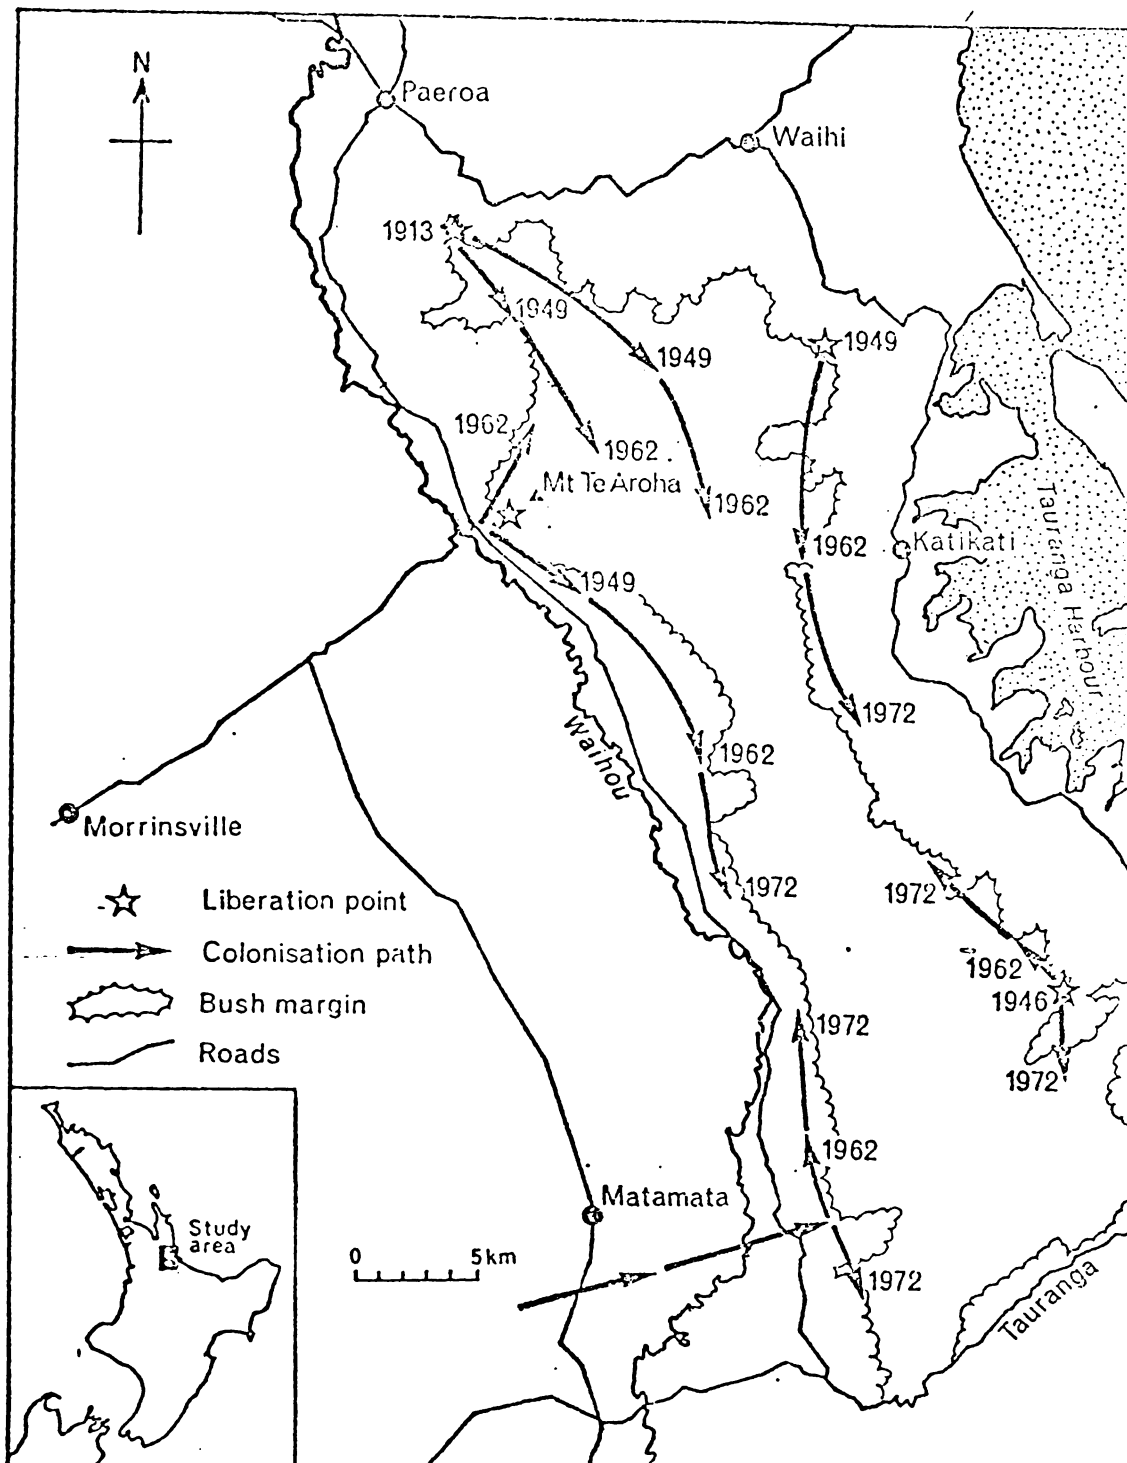 N
Paeroa
Waihi
1913
1949
1949
1949
1962
1962
Mt Te Aroha
1962
1962
Katikati
Tauranga Harbour
1949
1972
1962
Waihou
Morrinsville
1972
1972
Liberation point
Colonisation path
1962
1946
Bush margin
1972
Roads
1972
1962
Matamata
Study
area
0 5km
1972
Tauranga